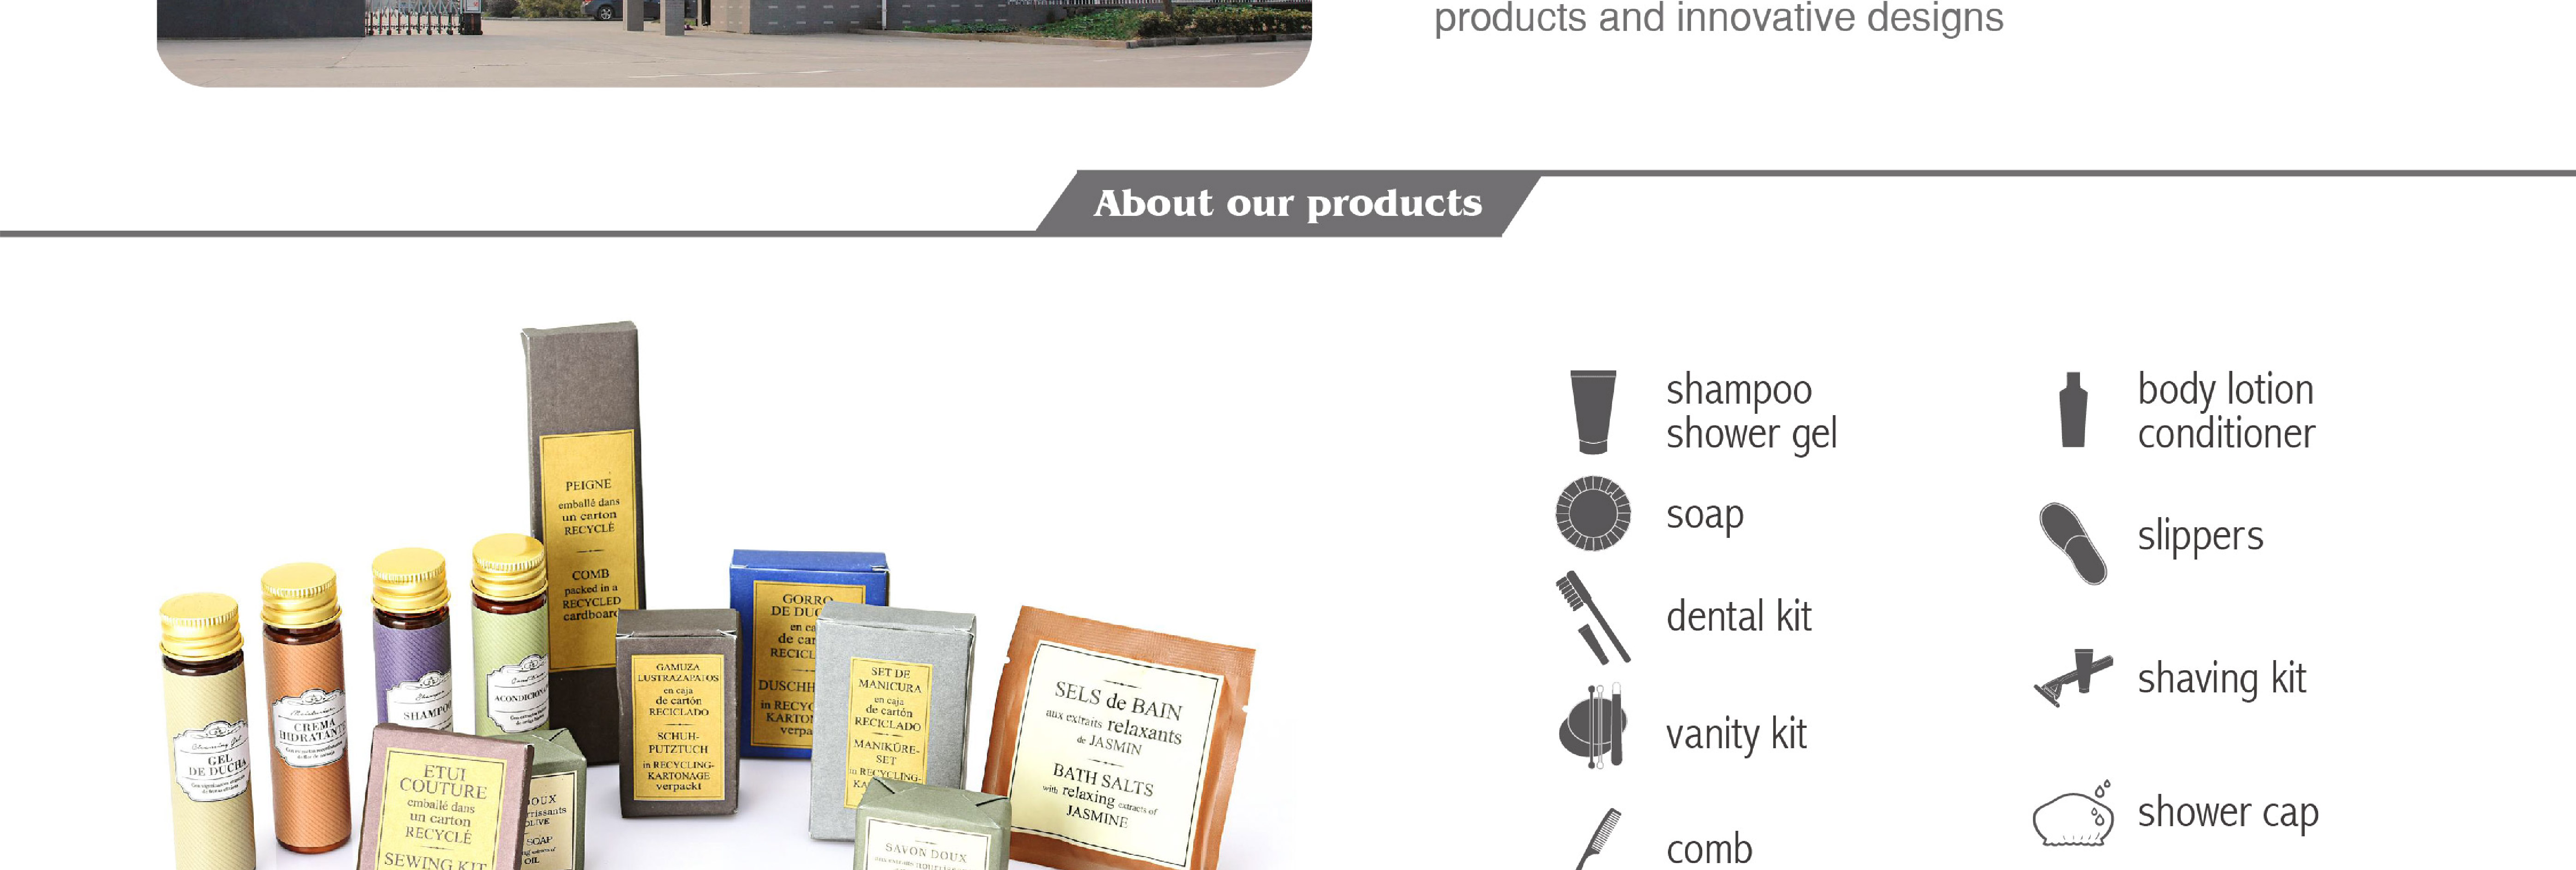 products and innovative designs
About our products
shampoo
shower gel
body lotion
conditioner
soap
slippers
dental kit
shaving kit
vanity kit
shower cap
comb
PEIGNE
emballé dans
un carton
RECYCLÉ
COMB
packed in a
RECYCLED
cardboard
GEL
DE DUCHA
CREMA
HIDRATANTE
SHAMPO
ACONDICION
ETUI
COUTURE
emballé dans
un carton
RECYCLÉ
SEWING KIT
OUX
OLIVE
SOAP
OIL
GAMUZA
LUSTRAZAPATOS
en caja
de cartón
RECICLADO
SCHUH-
PUTZTUCH
in RECYCLING-
KARTONAGE
verpackt
GORRO
DE DUC
en ca
de car
RECICL
DUSCHH
in RECYC
KARTO
verpa
SET DE
MANICURA
en caja
de cartón
RECICLADO
MANIKÜRE-
SET
in RECYCLING-
KA
SAVON DOUX
SELS de BAIN
aux extraits relaxants
de JASMIN
BATH SALTS
with relaxing extracts of
JASMINE